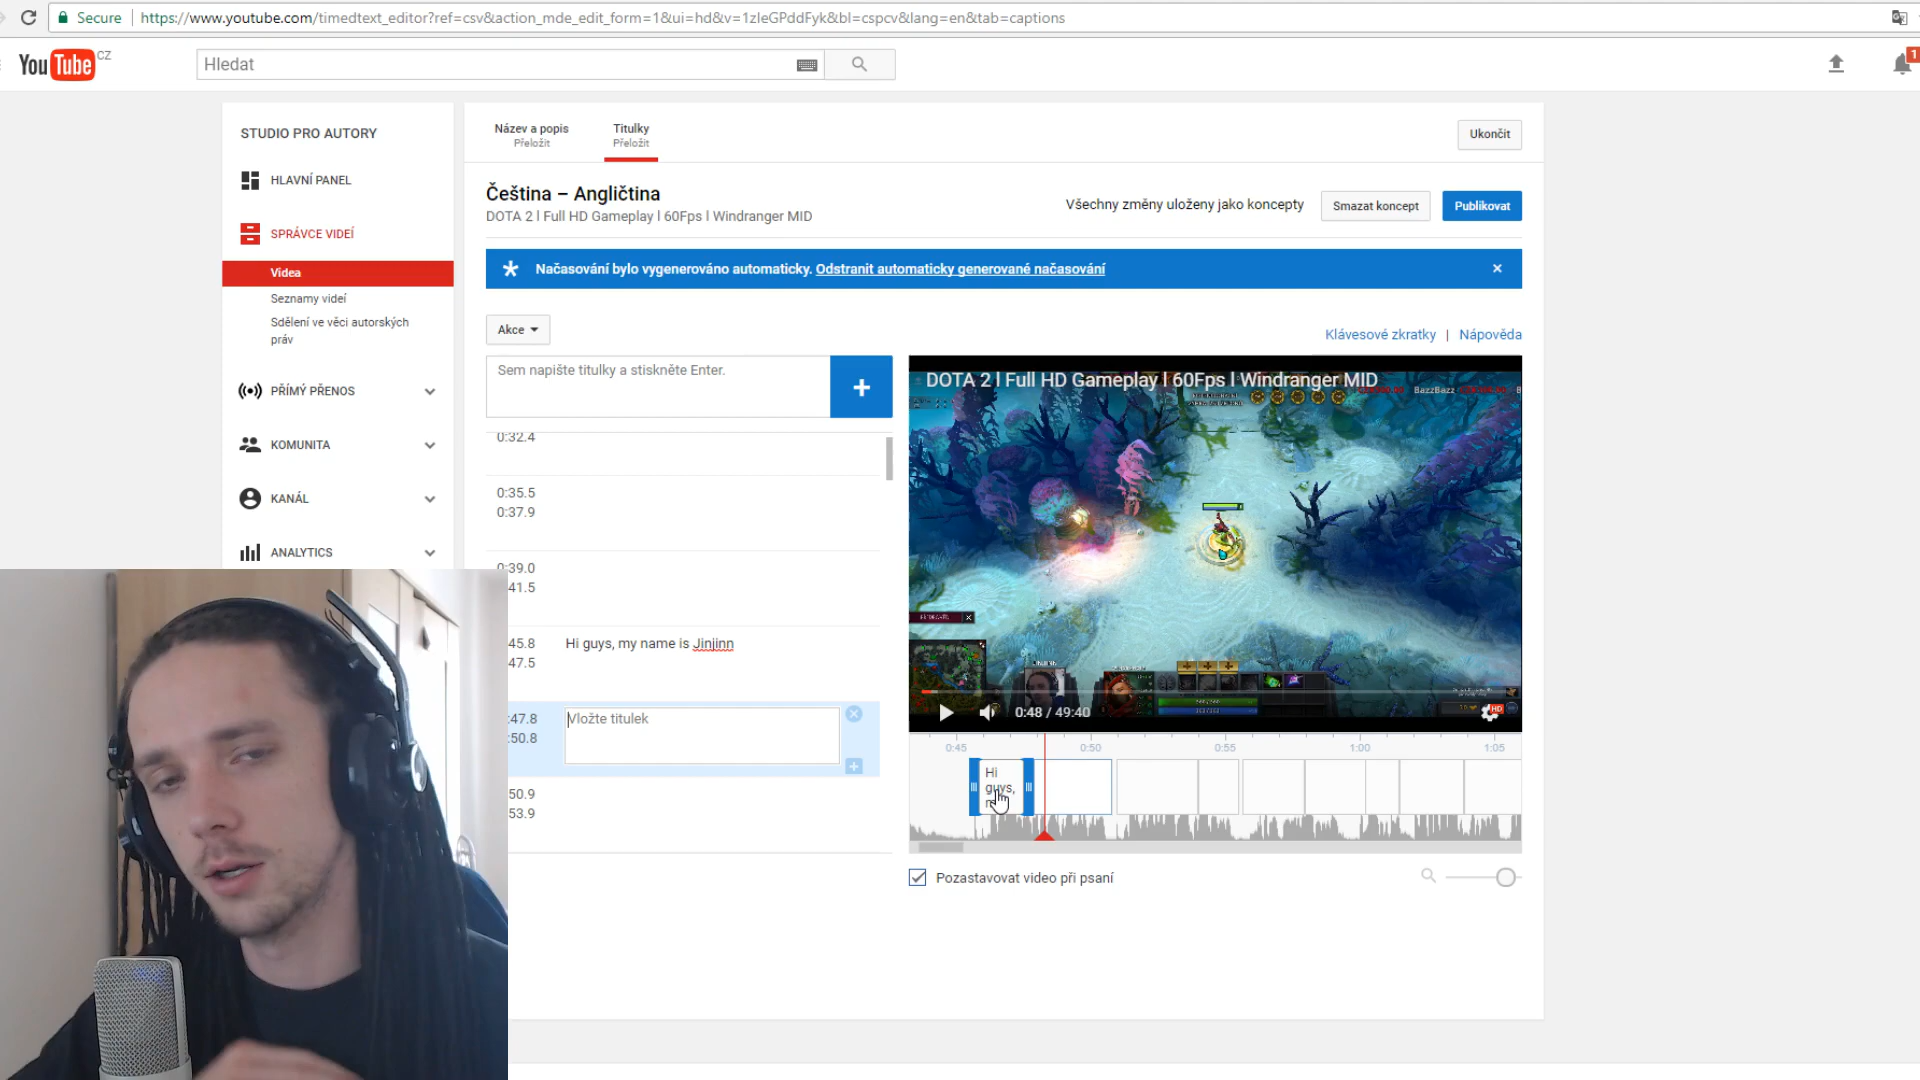 Secure
https://www.youtube.com/timedtext_editor?ref=csv&action_mde_edit_form=1&ui=hd&v=1zleGPddFyk&bl=cspcv&lang=en&tab=captions
YouTube CZ
Hledat
1
STUDIO PRO AUTORY
HLAVNÍ PANEL
SPRÁVCE VIDEÍ
Videa
Seznamy videí
Sdělení ve věci autorských
práv
PŘÍMÝ PŘENOS
KOMUNITA
KANÁL
ANALYTICS
Název a popis
Přeložit
Titulky
Přeložit
Ukončit
Čeština – Angličtina
DOTA 2 l Full HD Gameplay l 60Fps l Windranger MID
Všechny změny uloženy jako koncepty
Smazat koncept
Publikovat
Načasování bylo vygenerováno automaticky. Odstranit automaticky generované načasování
Akce
Klávesové zkratky | Nápověda
Sem napište titulky a stiskněte Enter.
0:32.4
0:35.5
0:37.9
0:39.0
41.5
45.8 Hi guys, my name is Jinjinn
47.5
:47.8 Vložte titulek
:50.8
50.9
53.9
DOTA 2 l Full HD Gameplay l 60Fps l Windranger MID
BazzBazz
0:48 / 49:40
HD
0:45 0:50 0:55 1:00 1:05
Hi
guys,
Pozastavovat video při psaní